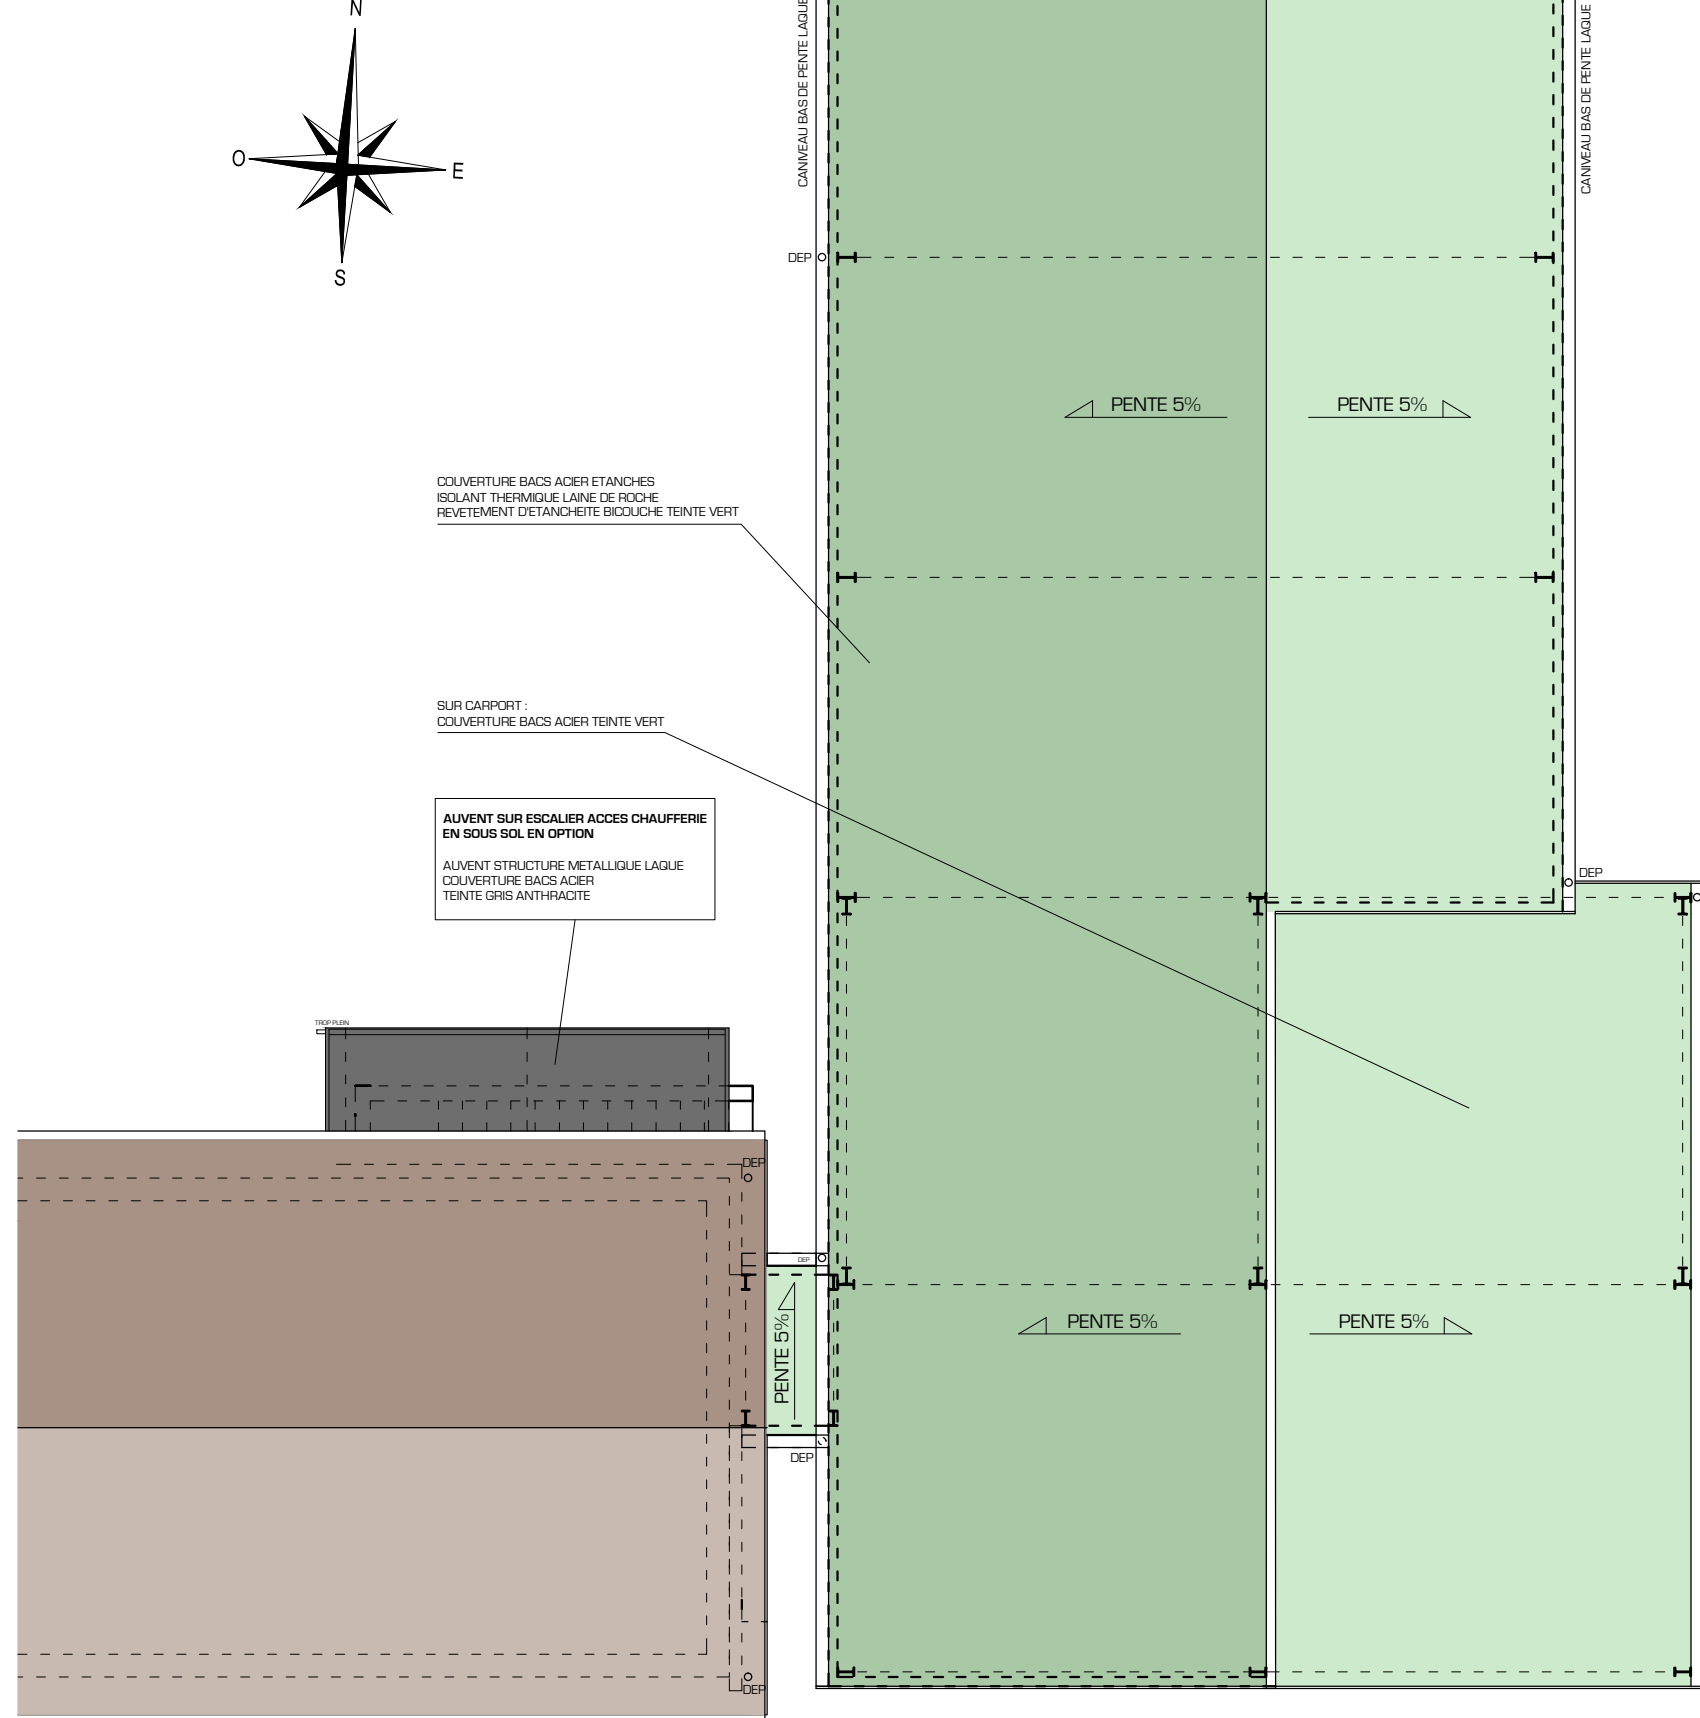 N
O
E
S
CANIVEAU BAS DE PENTE LAQUE
CANIVEAU BAS DE PENTE LAQUE
DEP
PENTE 5%
PENTE 5%
COUVERTURE BACS ACIER ETANCHES
ISOLANT THERMIQUE LAINE DE ROCHE
REVETEMENT D'ETANCHEITE BICOUCHE TEINTE VERT
SUR CARPORT :
COUVERTURE BACS ACIER TEINTE VERT
AUVENT SUR ESCALIER ACCES CHAUFFERIE
EN SOUS SOL EN OPTION
AUVENT STRUCTURE METALLIQUE LAQUE
COUVERTURE BACS ACIER
TEINTE GRIS ANTHRACITE
DEP
TROP PLEIN
DEP
DEP
PENTE 5%
PENTE 5%
PENTE 5%
DEP
DEP